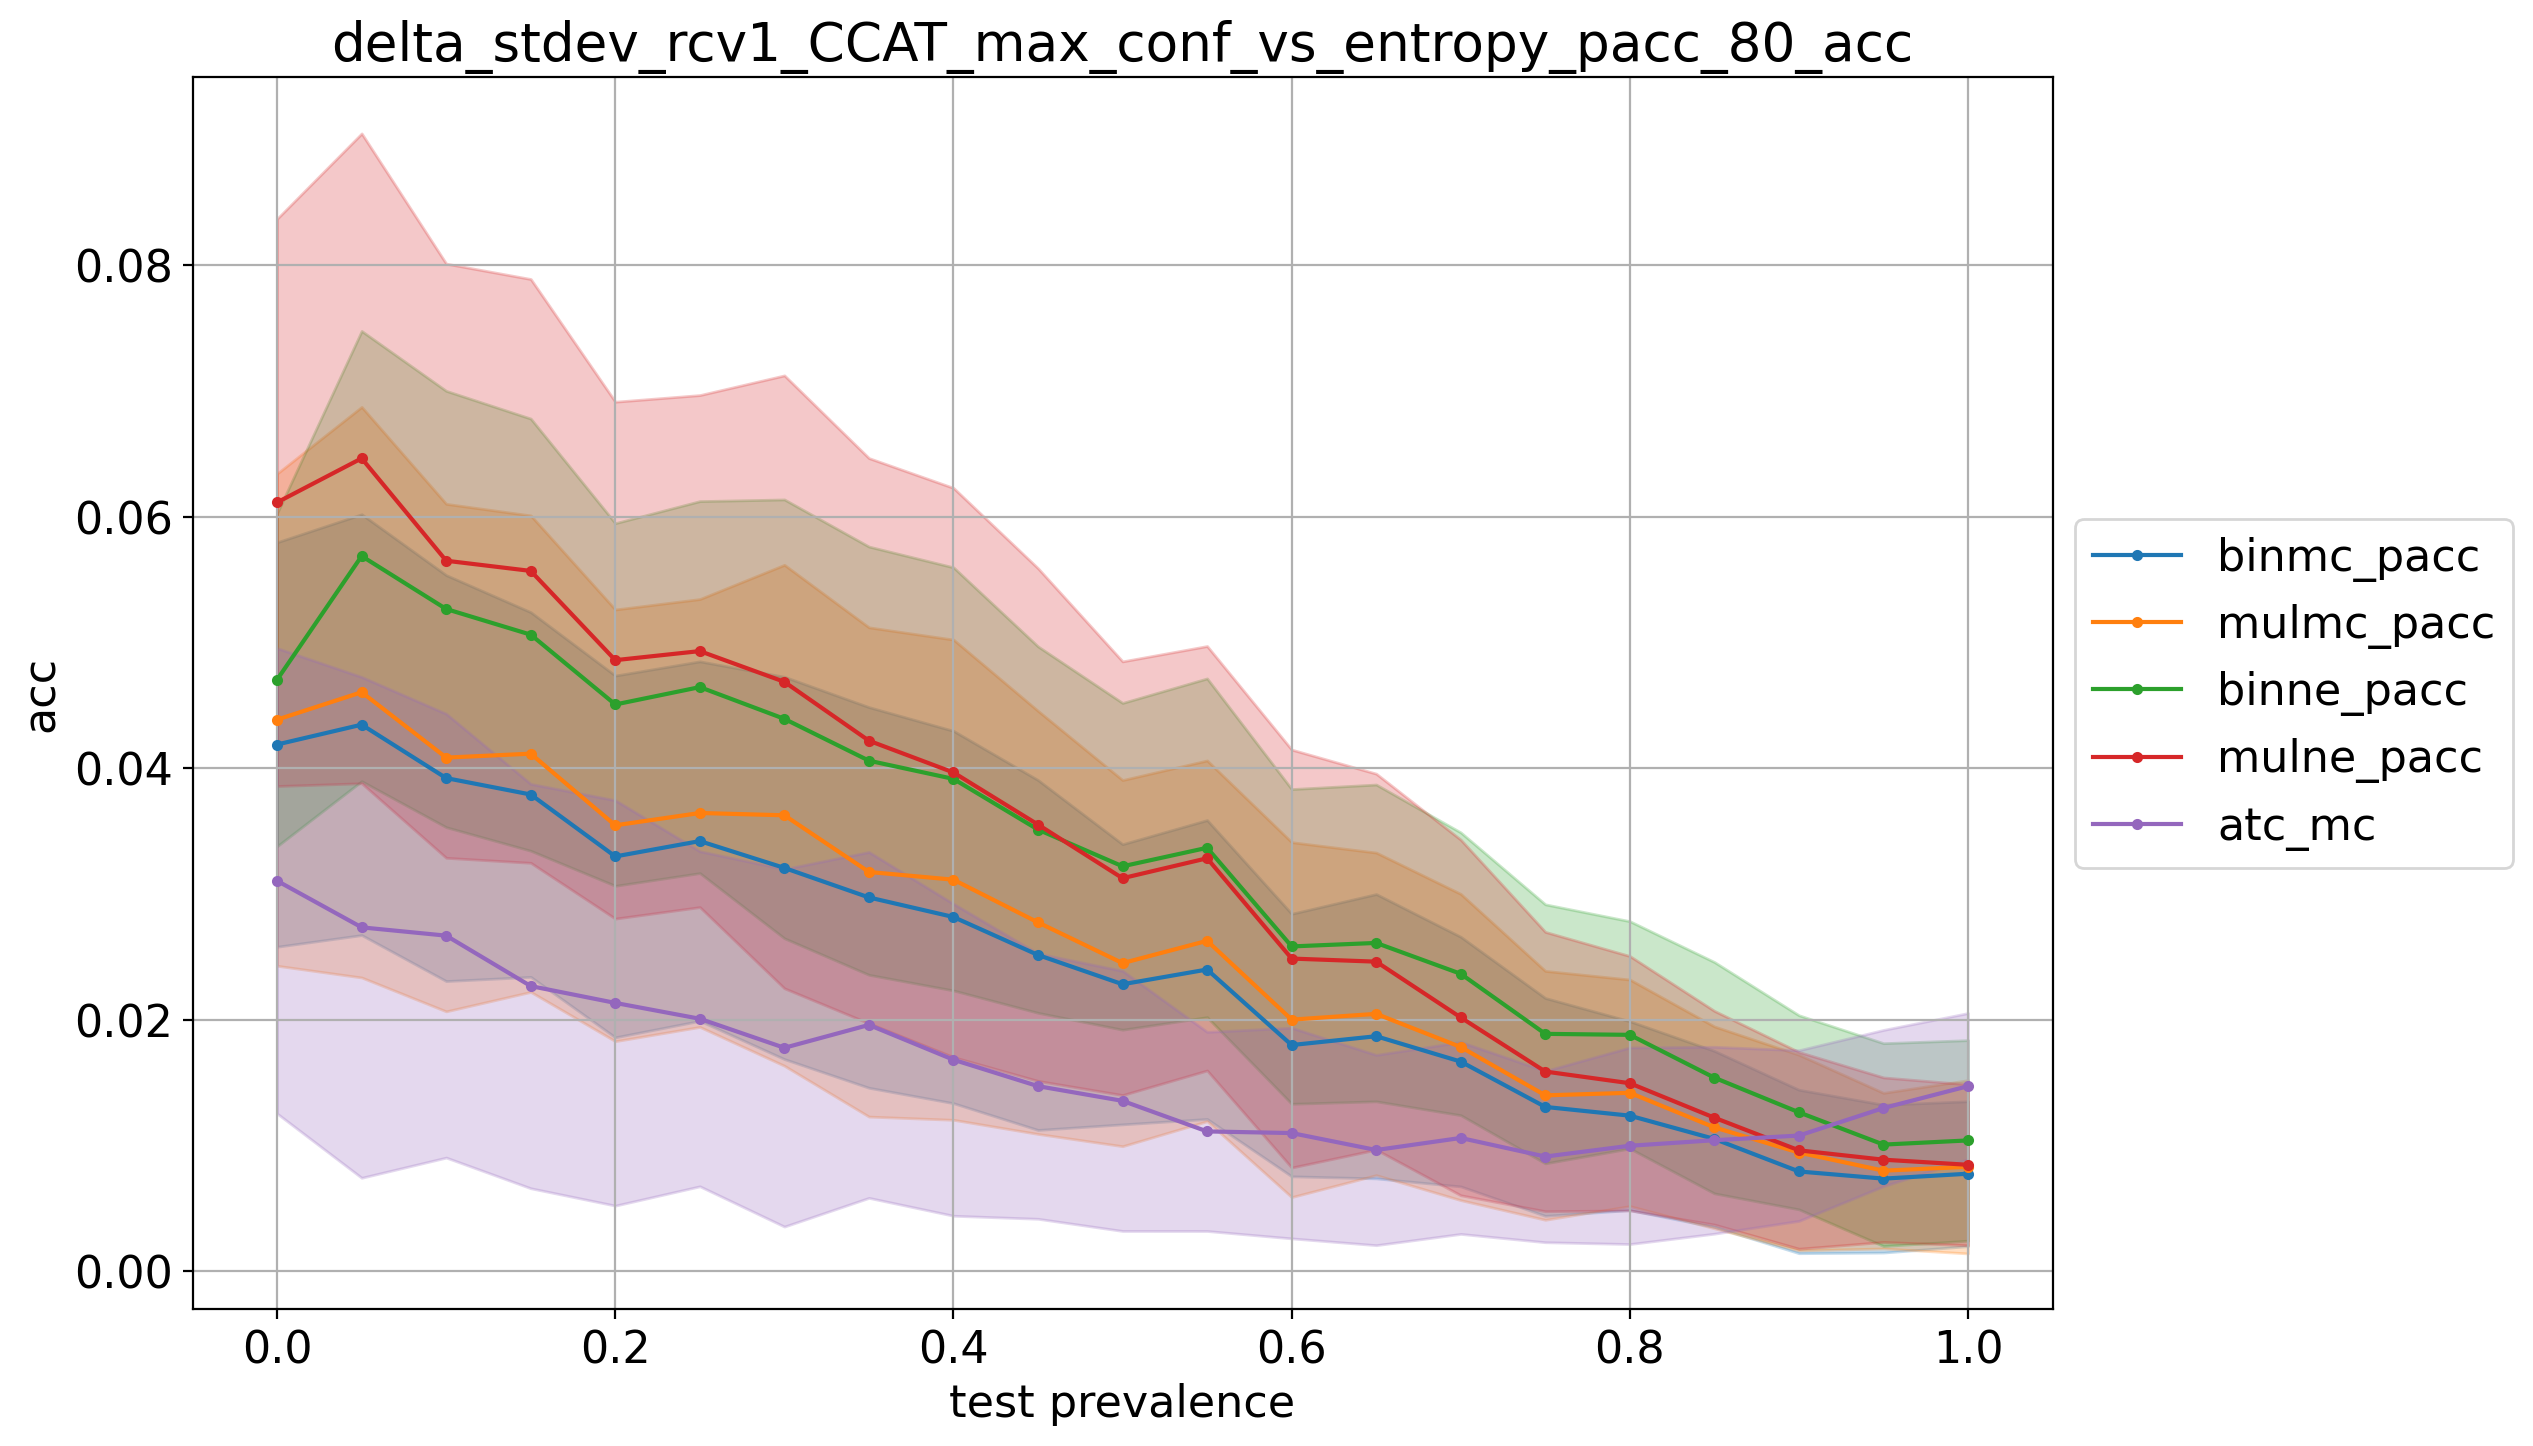 delta_stdev_rcv1_CCAT_max_conf_vs_entropy_pacc_80_acc
acc
0.08
0.06
0.04
0.02
0.00
0.0 0.2 0.4 0.6 0.8 1.0
test prevalence
binmc_pacc
mulmc_pacc
binne_pacc
mulne_pacc
atc_mc